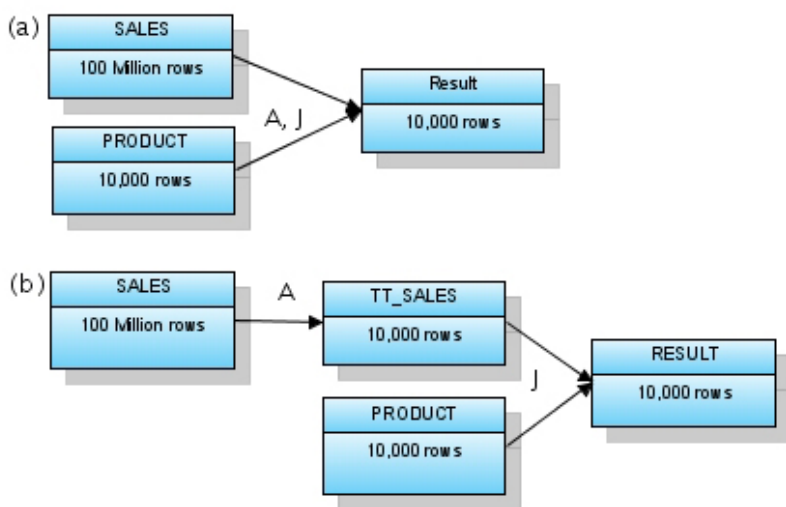 (a)
SALES
100 Million rows
PRODUCT
10,000 rows
A, J
Result
10,000 rows
(b)
SALES
100 Million rows
A
TT_SALES
10,000 rows
PRODUCT
10,000 rows
J
RESULT
10,000 rows